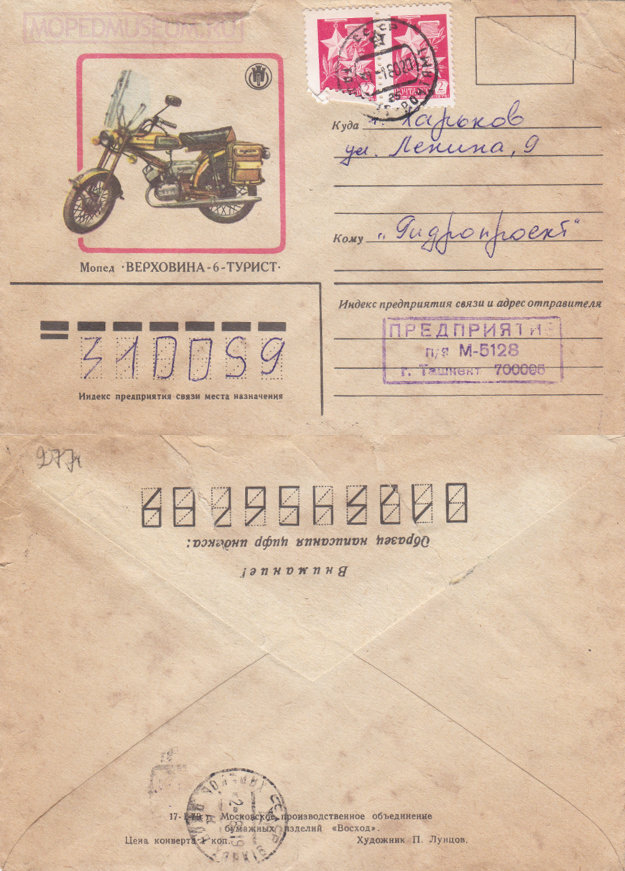 MOPEDMUSEUM.RU
Мопед "ВЕРХОВИНА-6-ТУРИСТ"
Куда Харьков
ул. Ленина, 9
Кому „Гидропроект"
Индекс предприятия связи и адрес отправителя
ПРЕДПРИЯТИЕ
п/я М-5128
г. Ташкент 700005
310059
Индекс предприятия связи места назначения
Внимание!
Образец написания цифр индекса:
0123456789
Московское производственное объединение
бумажных изделий «Восход».
Цена конверта 1 коп. Художник П. Лунцов.